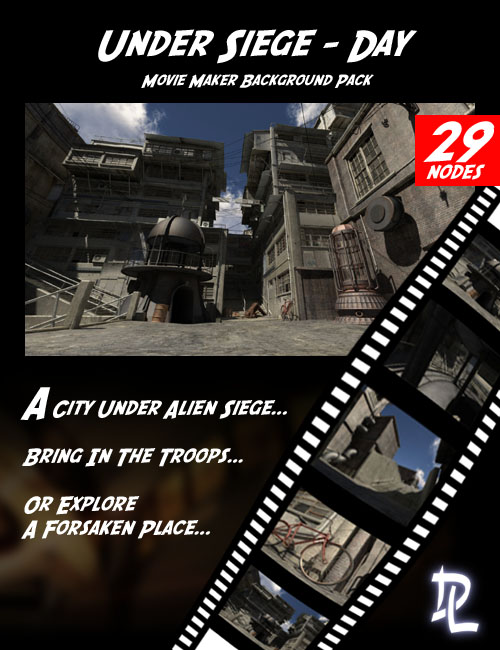 Under Siege - Day
Movie Maker Background Pack
29
NODES
A City Under Alien Siege...
Bring In The Troops...
Or Explore
A Forsaken Place...
DL